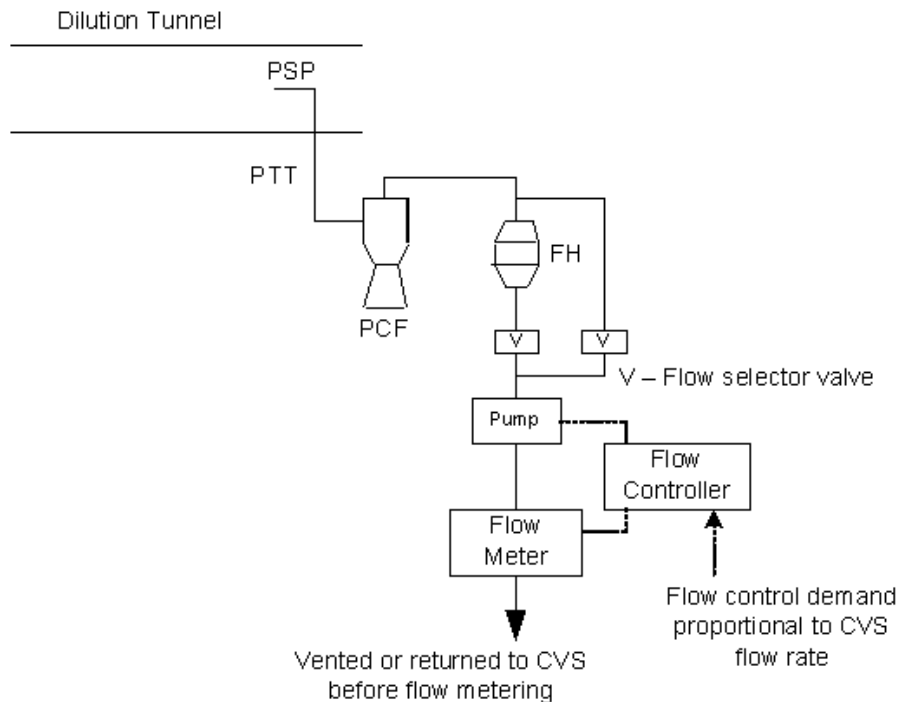 Dilution Tunnel
PSP
PTT
FH
PCF
V
V
V – Flow selector valve
Pump
Flow
Controller
Flow
Meter
Flow control demand
proportional to CVS
flow rate
Vented or returned to CVS
before flow metering